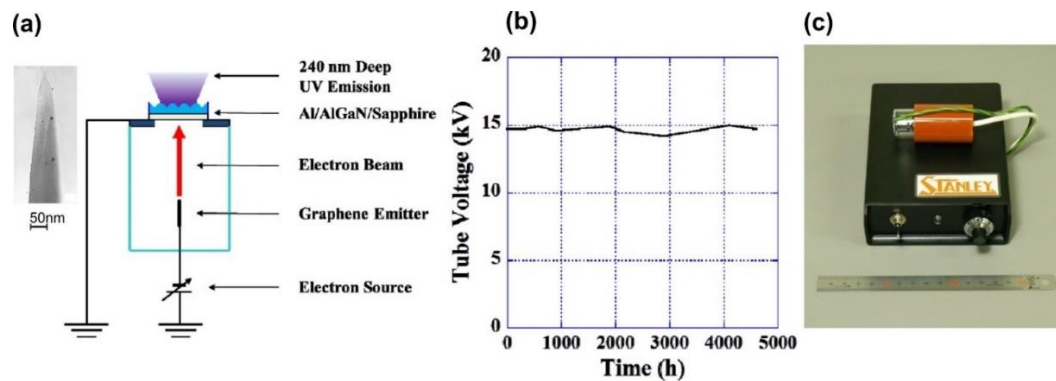 (a)
50nm
240 nm Deep
UV Emission
Al/AlGaN/Sapphire
Electron Beam
Graphene Emitter
Electron Source
(b)
Tube Voltage (kV)
20
15
10
5
0
0 1000 2000 3000 4000 5000
Time (h)
(c)
STANLEY